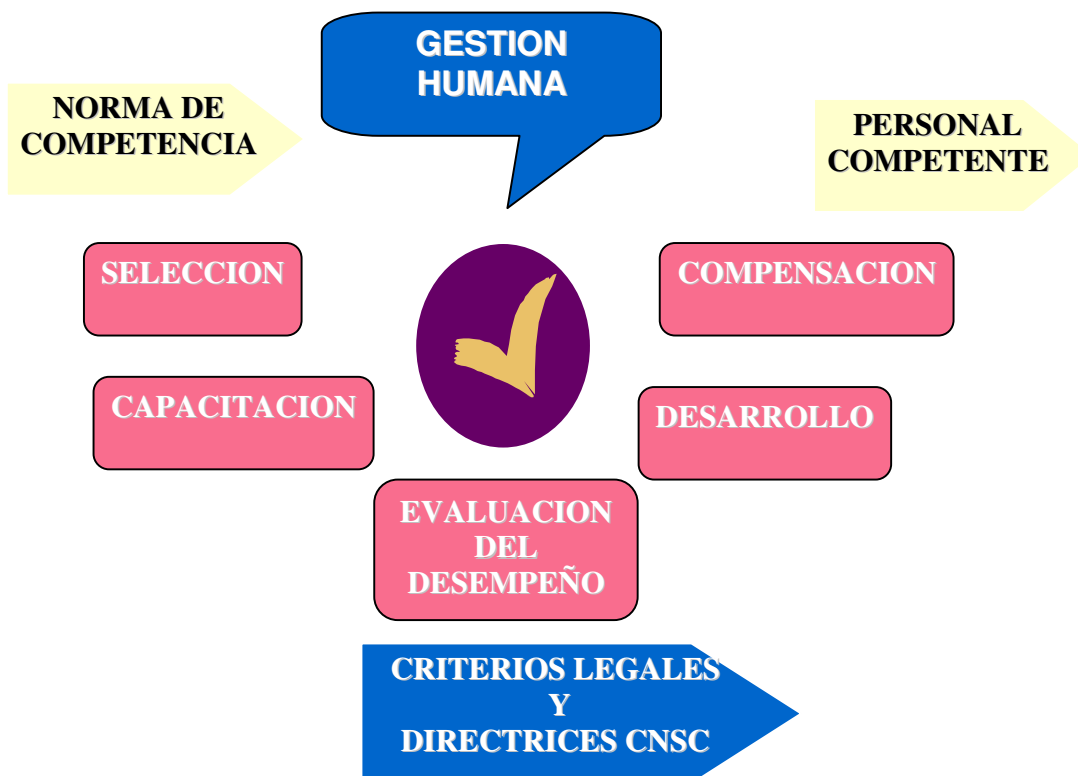 GESTION
HUMANA
NORMA DE
COMPETENCIA
PERSONAL
COMPETENTE
SELECCION
COMPENSACION
CAPACITACION
DESARROLLO
EVALUACION
DEL
DESEMPEÑO
CRITERIOS LEGALES
Y
DIRECTRICES CNSC